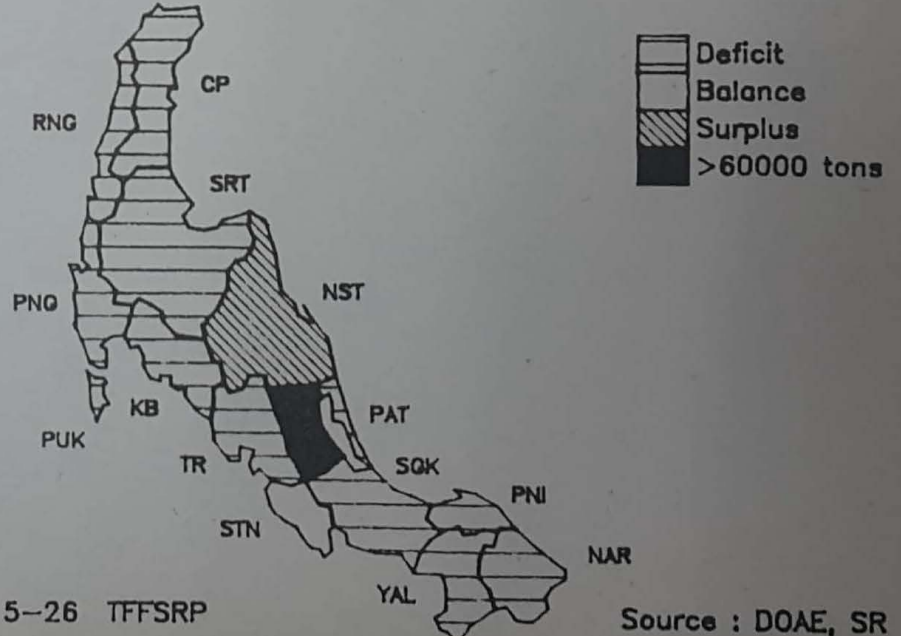 Deficit
Balance
Surplus
>60000 tons
CP
RNG
SRT
PNG
NST
KB
PUK
PAT
TR
SGK
PNI
STN
NAR
YAL
5-26 TFFSRP
Source : DOAE, SR